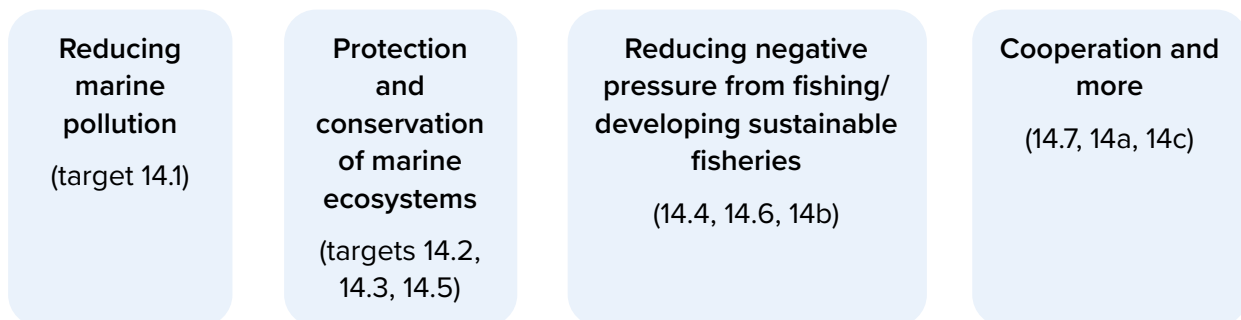 Reducing
marine
pollution
(target 14.1)
Protection
and
conservation
of marine
ecosystems
(targets 14.2,
14.3, 14.5)
Reducing negative
pressure from fishing/
developing sustainable
fisheries
(14.4, 14.6, 14b)
Cooperation and
more
(14.7, 14a, 14c)